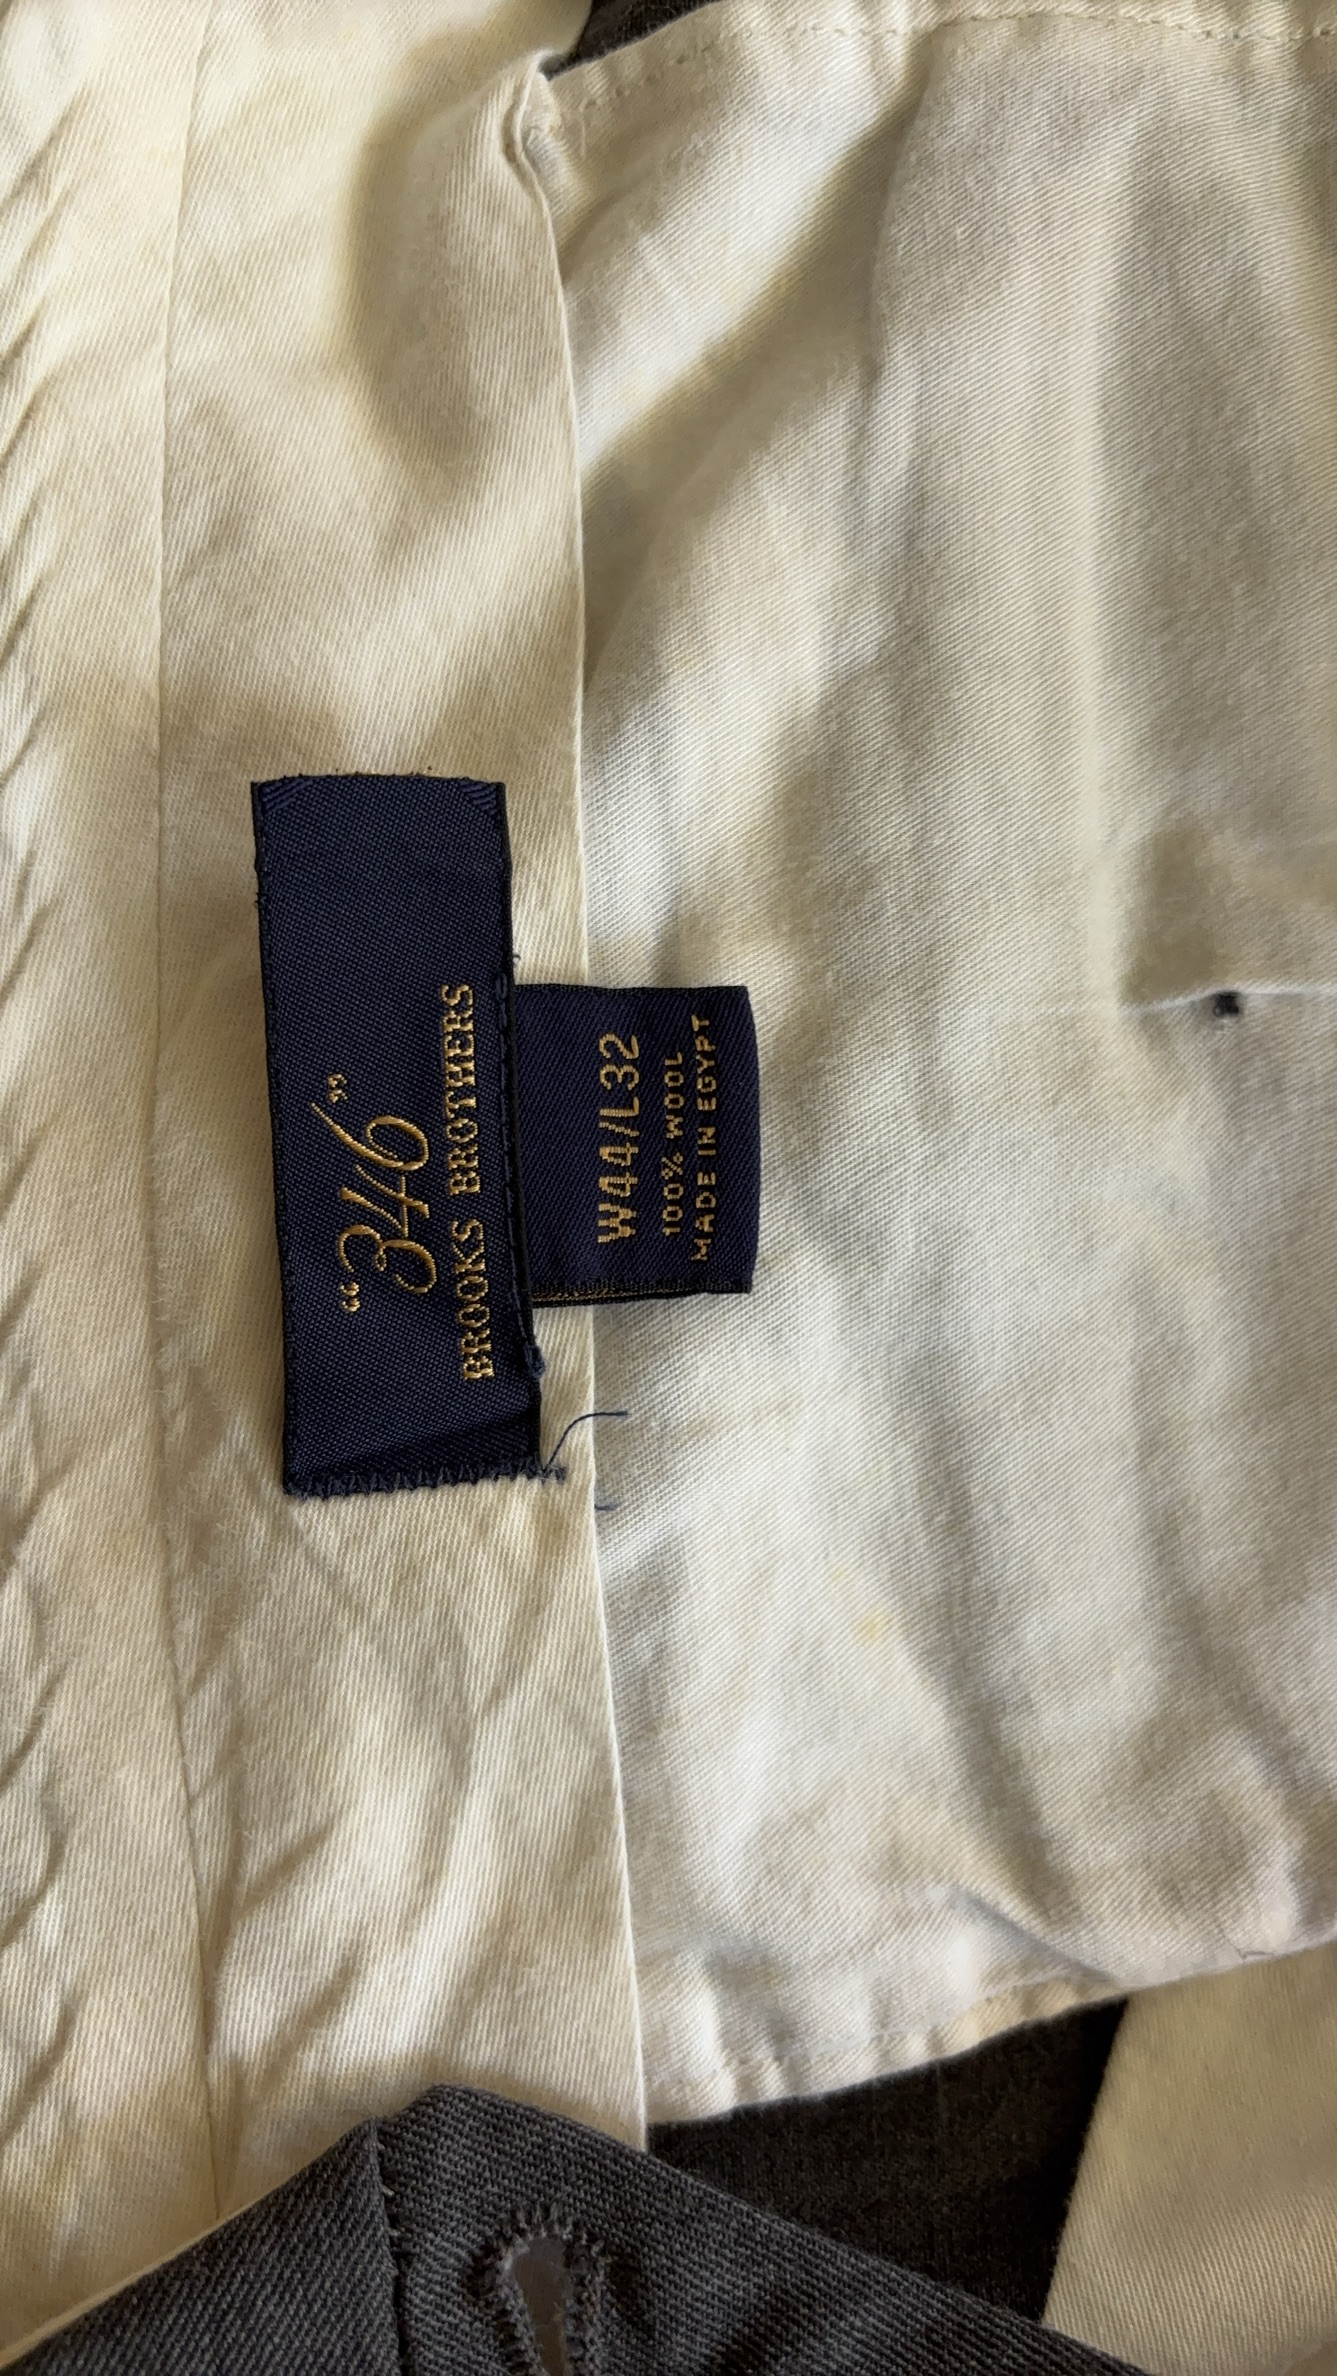 “346”
BROOKS BROTHERS
W44/L32
100% WOOL
MADE IN EGYPT